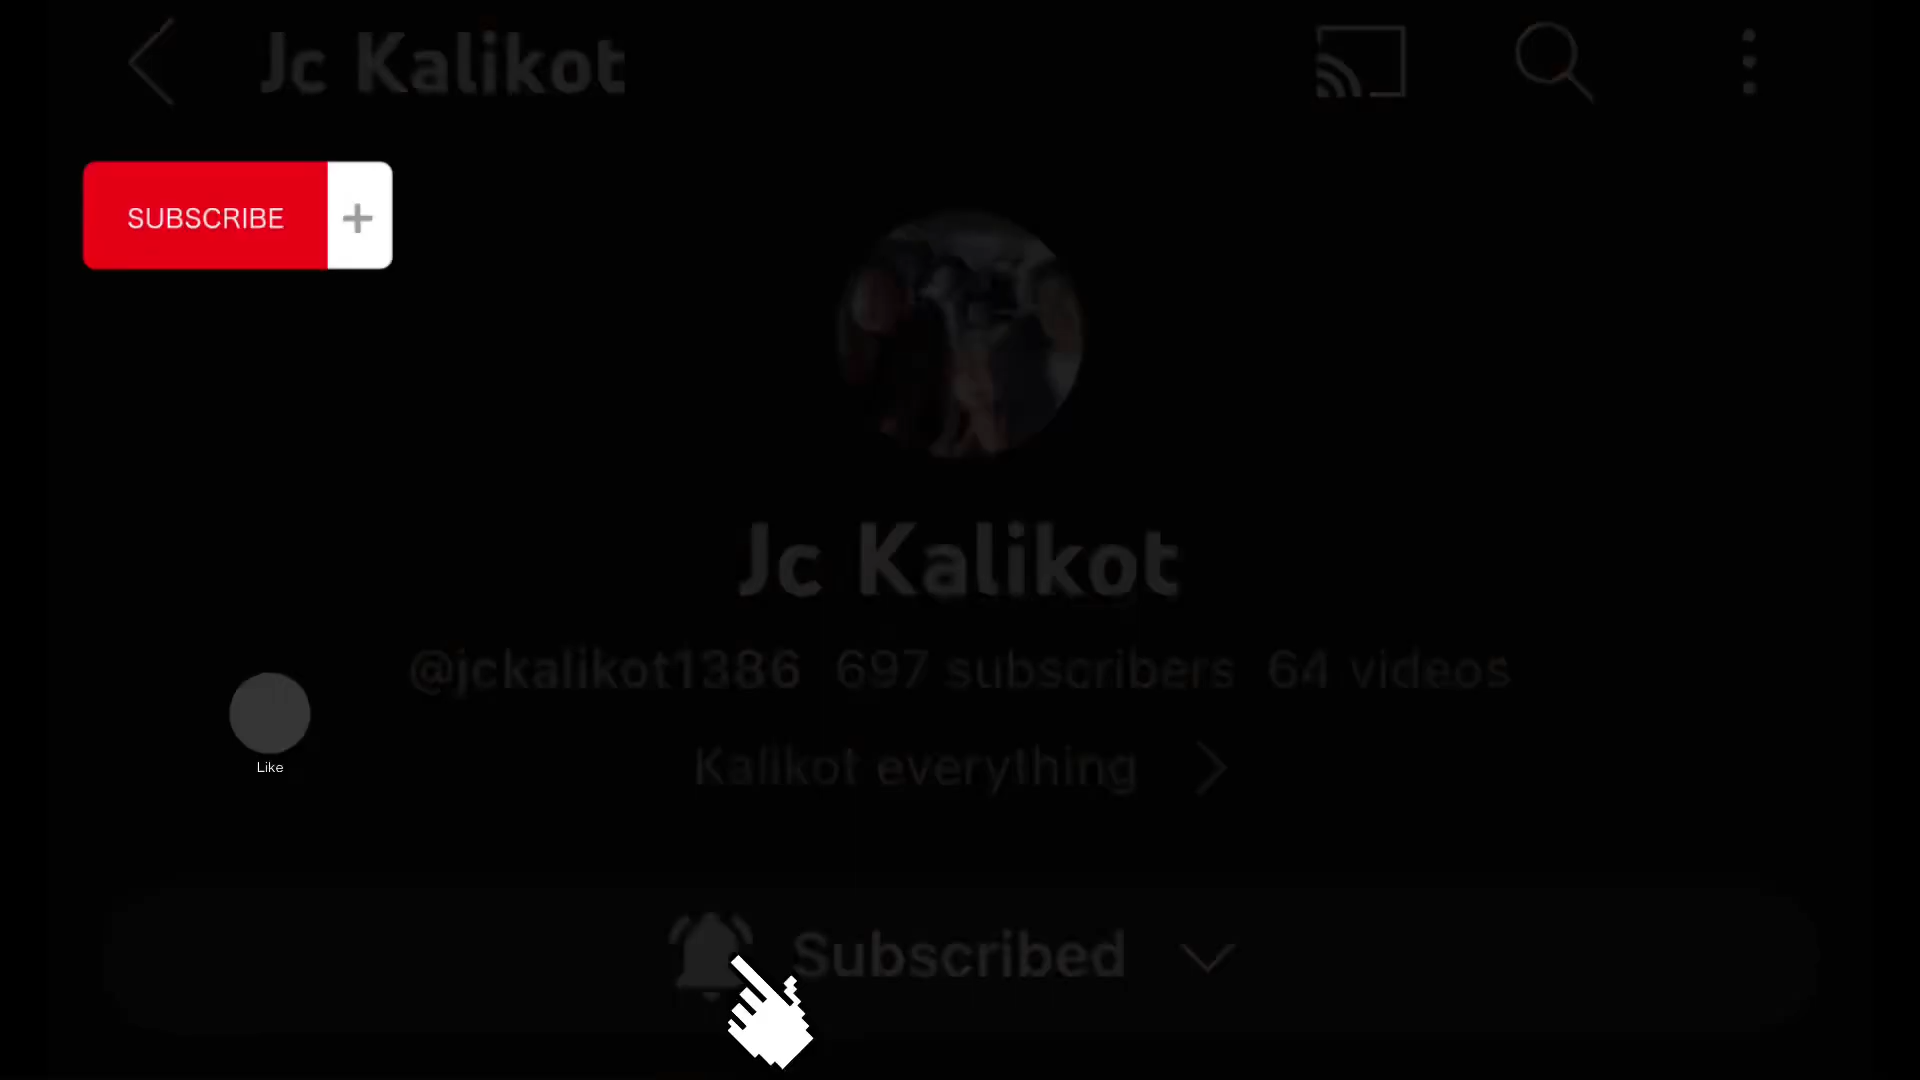 Jc Kalikot
SUBSCRIBE
Jc Kalikot
@jckalikot1386 697 subscribers 64 videos
Like
Kalikot everything
Subscribed